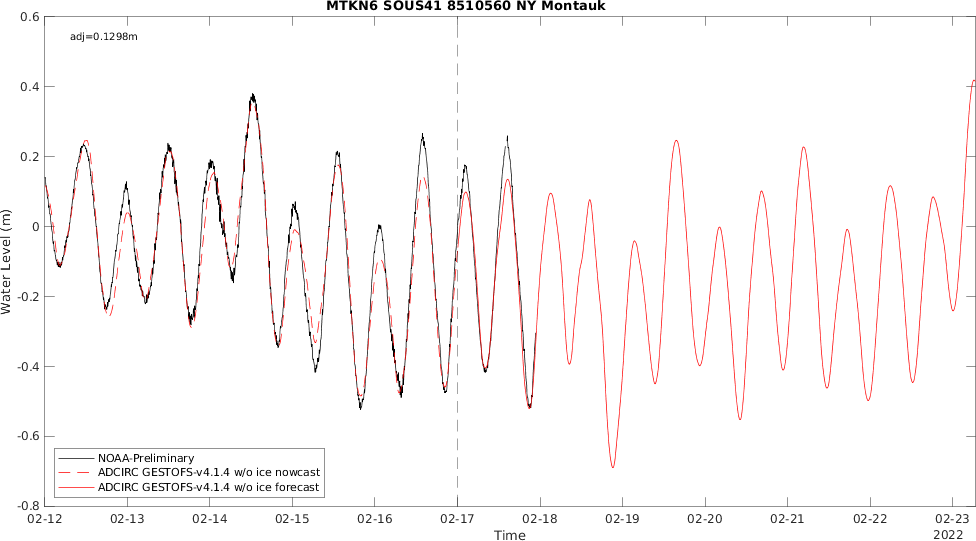 MTKN6 SOUS41 8510560 NY Montauk
adj=0.1298m
0.6
0.4
0.2
0
-0.2
-0.4
-0.6
-0.8
Water Level (m)
NOAA-Preliminary
ADCIRC GESTOFS-v4.1.4 w/o ice nowcast
ADCIRC GESTOFS-v4.1.4 w/o ice forecast
02-12 02-13 02-14 02-15 02-16 02-17 02-18 02-19 02-20 02-21 02-22 02-23
Time
2022